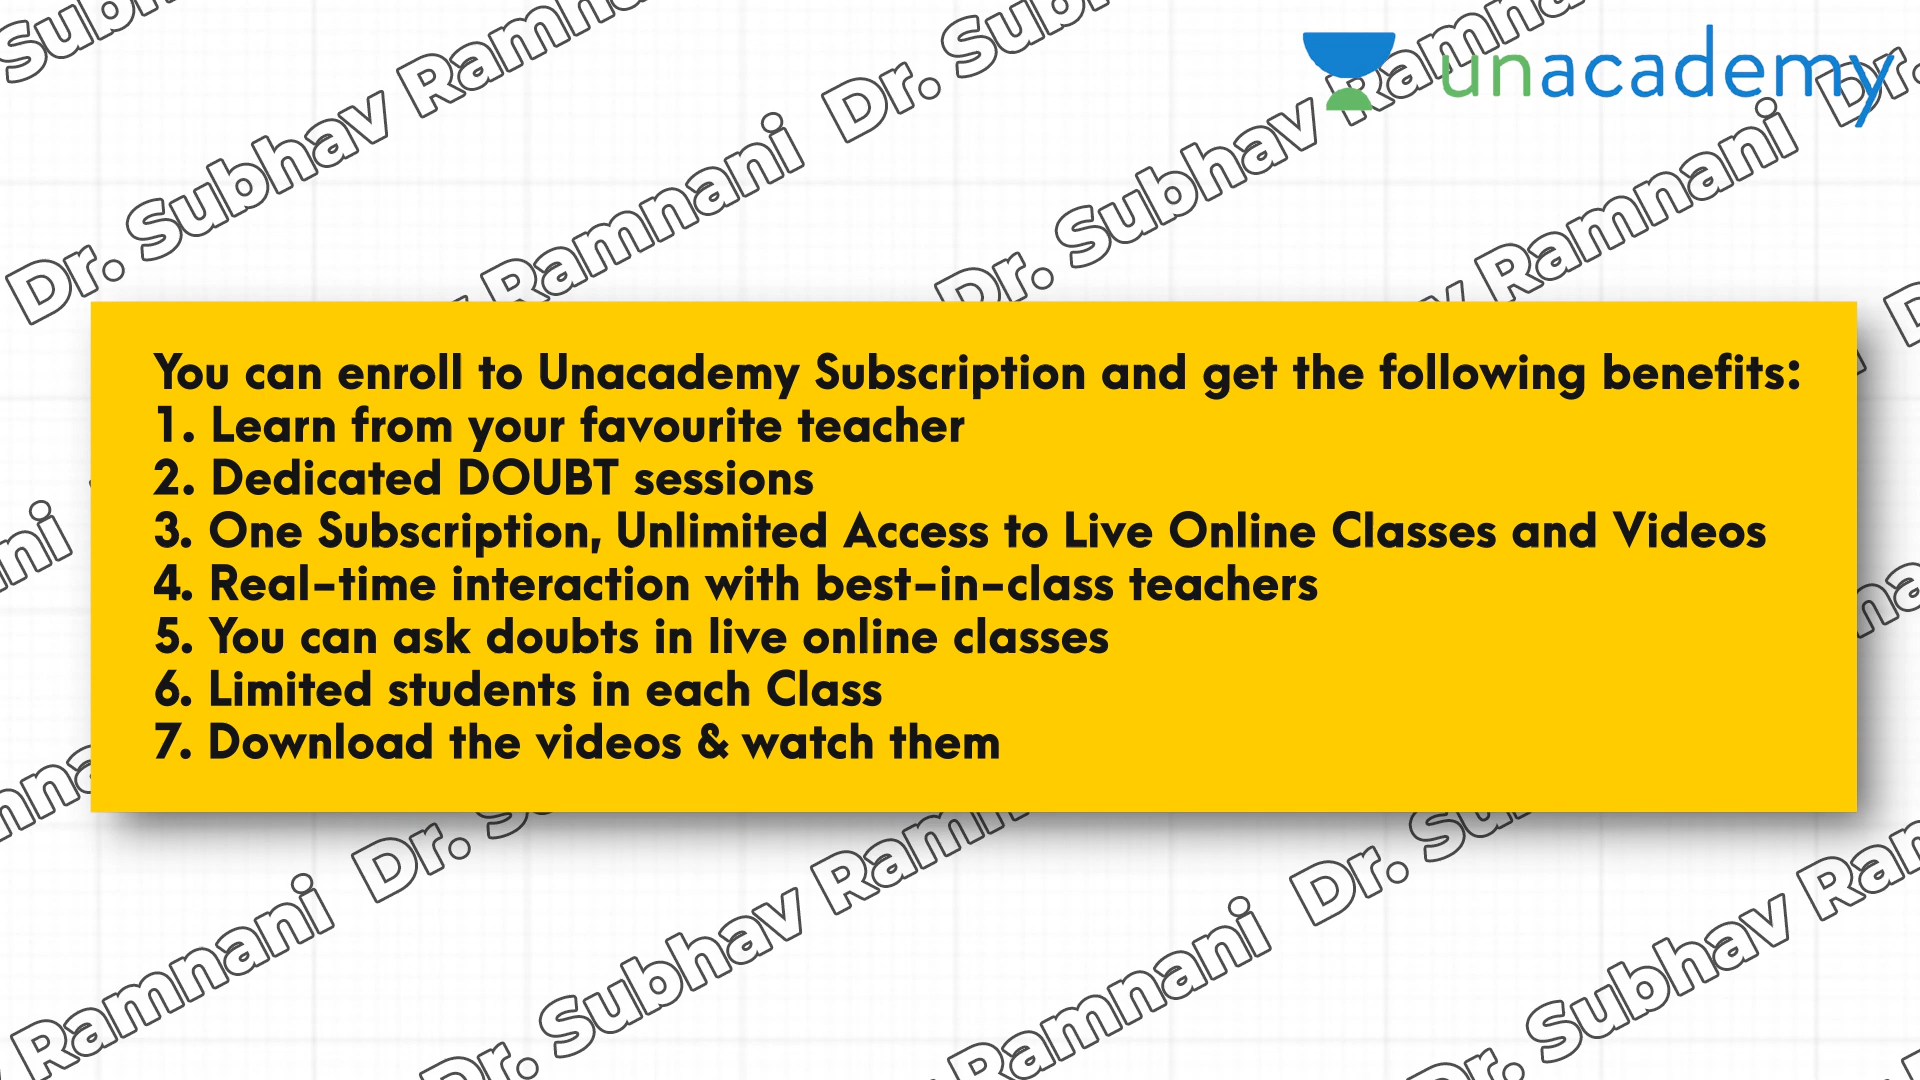 unacademy
You can enroll to Unacademy Subscription and get the following benefits:
1. Learn from your favourite teacher
2. Dedicated DOUBT sessions
3. One Subscription, Unlimited Access to Live Online Classes and Videos
4. Real-time interaction with best-in-class teachers
5. You can ask doubts in live online classes
6. Limited students in each Class
7. Download the videos & watch them
Dr. Subhav Ramnani